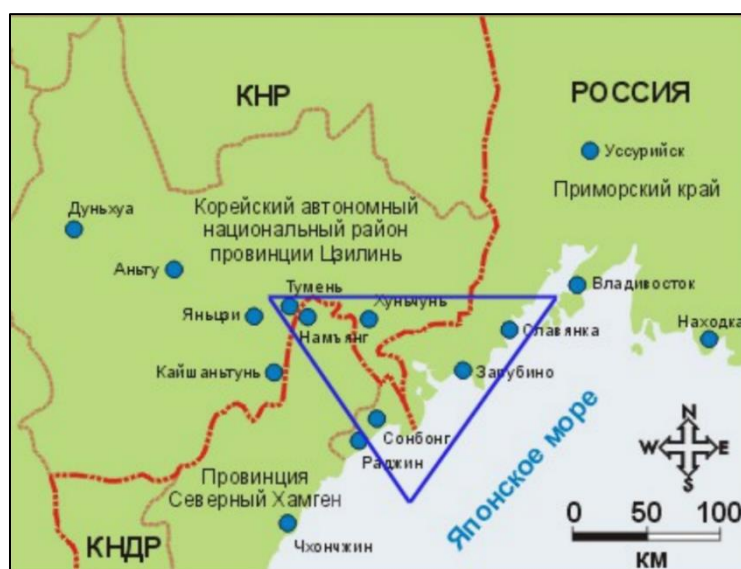 КНР
РОССИЯ
Уссурийск
Приморский край
Дуньхуа
Корейский автономный
национальный район
провинции Цзилинь
Аньту
Тумень
Владивосток
Яньцзи
Намъянг
Хуньчунь
Славянка
Находка
Кайшаньтунь
Зарубино
Сонбонг
Раджин
Японское море
N
W E
S
Провинция
Северный Хамген
Чхончжин
КНДР
0 50 100
КМ